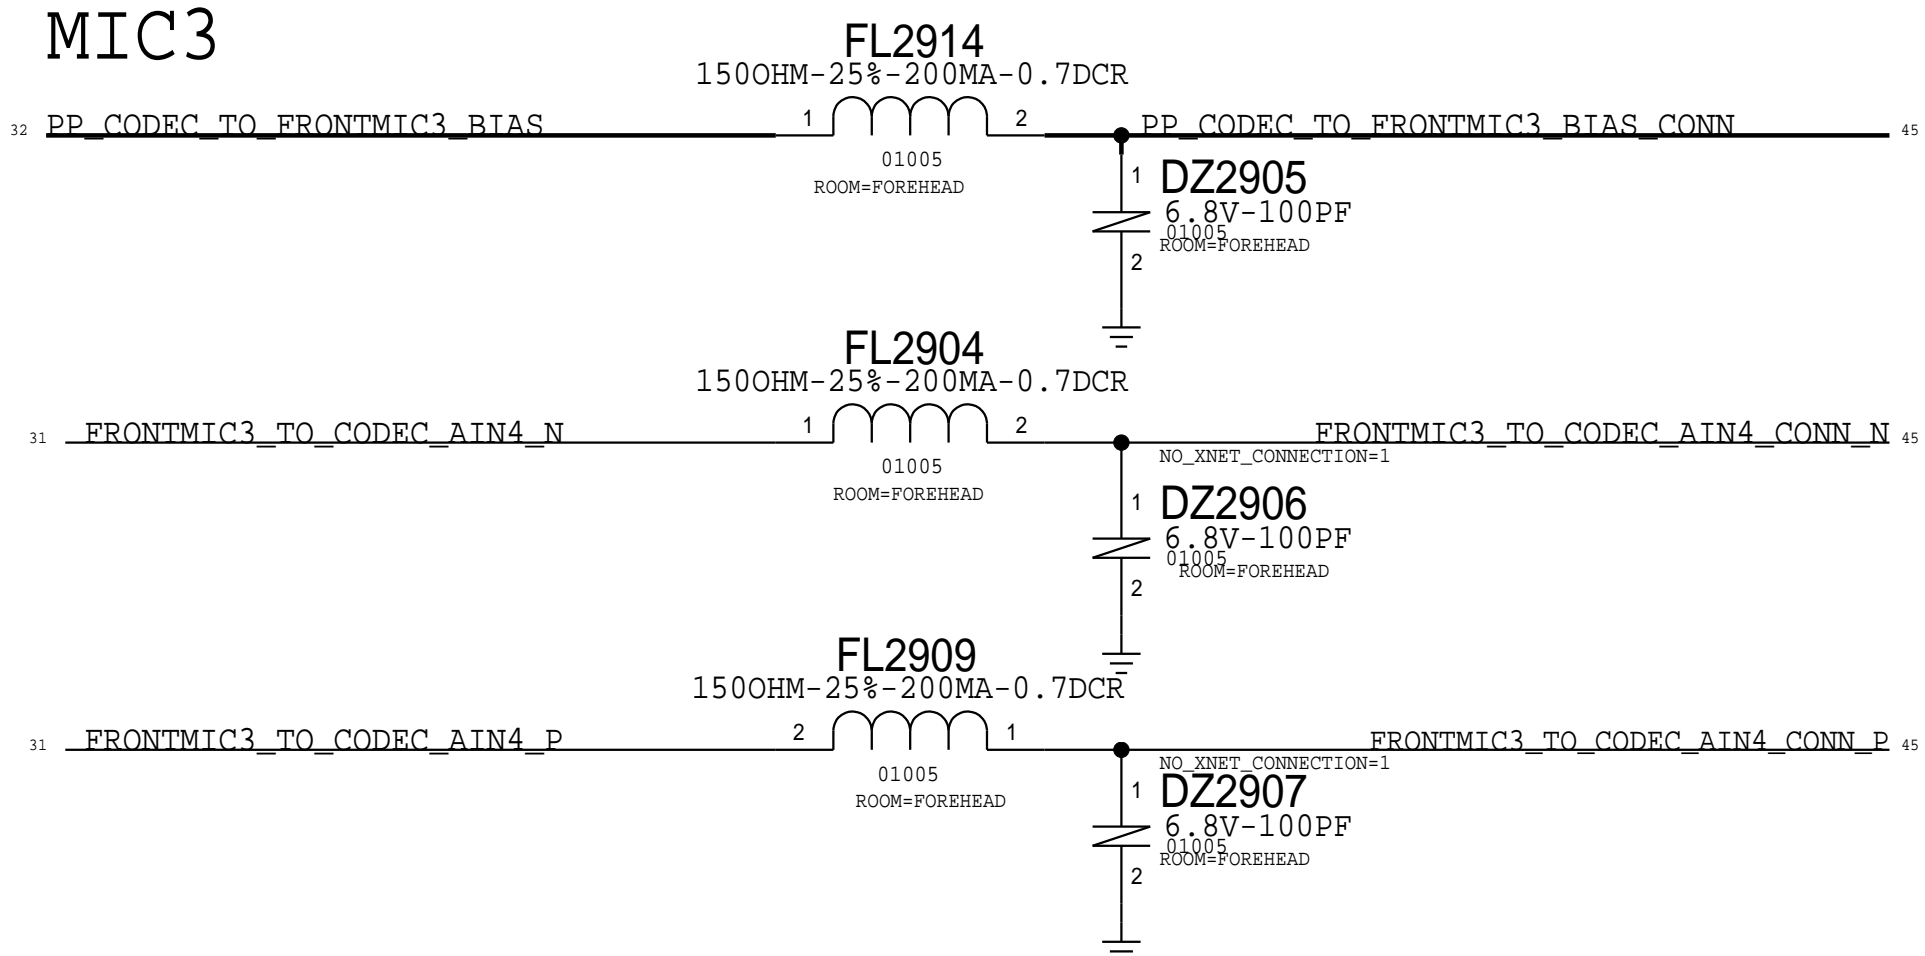 MIC3
FL2914
150OHM-25%-200MA-0.7DCR
32 PP_CODEC_TO_FRONTMIC3_BIAS 1 2 PP_CODEC_TO_FRONTMIC3_BIAS_CONN 45
01005
ROOM=FOREHEAD
1 DZ2905
6.8V-100PF
01005
ROOM=FOREHEAD
2
FL2904
150OHM-25%-200MA-0.7DCR
31 FRONTMIC3_TO_CODEC_AIN4_N 1 2 FRONTMIC3_TO_CODEC_AIN4_CONN_N 45
NO_XNET_CONNECTION=1
01005
ROOM=FOREHEAD
1 DZ2906
6.8V-100PF
01005
ROOM=FOREHEAD
2
FL2909
150OHM-25%-200MA-0.7DCR
31 FRONTMIC3_TO_CODEC_AIN4_P 2 1 FRONTMIC3_TO_CODEC_AIN4_CONN_P 45
NO_XNET_CONNECTION=1
01005
ROOM=FOREHEAD
1 DZ2907
6.8V-100PF
01005
ROOM=FOREHEAD
2